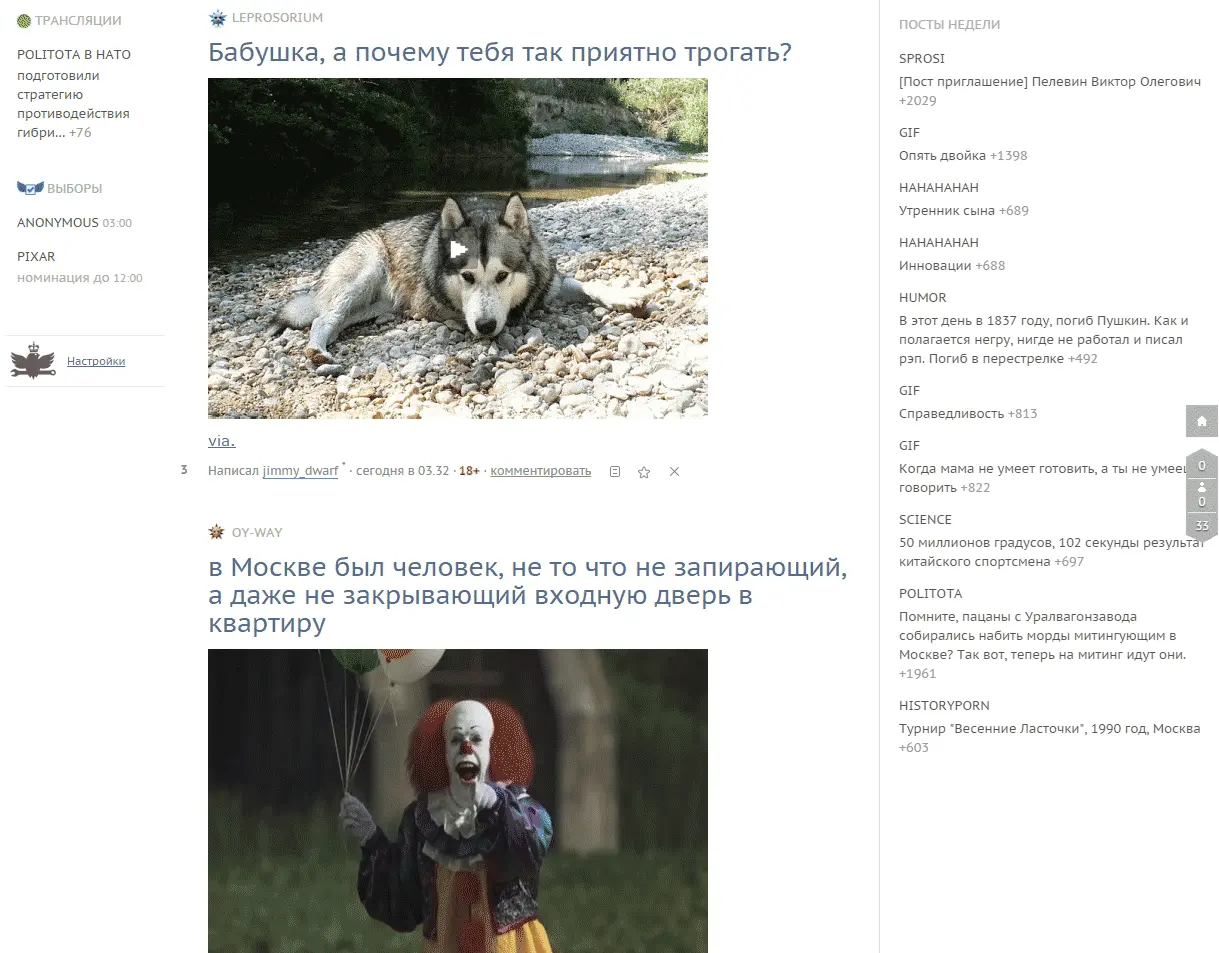 ТРАНСЛЯЦИИ
POLITOTA В НАТО
подготовили
стратегию
противодействия
гибри... +76
ВЫБОРЫ
ANONYMOUS 03:00
PIXAR
номинация до 12:00
Настройки
LEPROSORIUM
Бабушка, а почему тебя так приятно трогать?
via.
3 Написал jimmy_dwarf * · сегодня в 03.32 · 18+ · комментировать
OY-WAY
в Москве был человек, не то что не запирающий,
а даже не закрывающий входную дверь в
квартиру
ПОСТЫ НЕДЕЛИ
SPROSI
[Пост приглашение] Пелевин Виктор Олегович
+2029
GIF
Опять двойка +1398
HAHAHAHAH
Утренник сына +689
HAHAHAHAH
Инновации +688
HUMOR
В этот день в 1837 году, погиб Пушкин. Как и
полагается негру, нигде не работал и писал
рэп. Погиб в перестрелке +492
GIF
Справедливость +813
GIF
Когда мама не умеет готовить, а ты не умеец
говорить +822
SCIENCE
50 миллионов градусов, 102 секунды результат
китайского спортсмена +697
POLITOTA
Помните, пацаны с Уралвагонзавода
собирались набить морды митингующим в
Москве? Так вот, теперь на митинг идут они.
+1961
HISTORYPORN
Турнир "Весенние Ласточки", 1990 год, Москва
+603
0
0
33